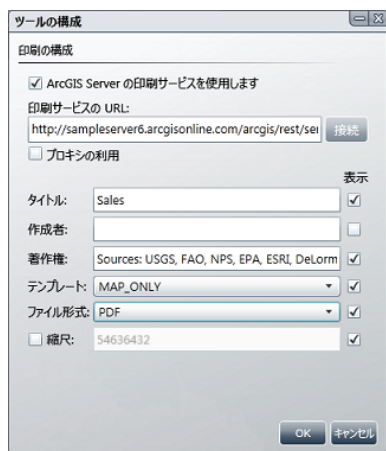 ツールの構成
印刷の構成
ArcGIS Server の印刷サービスを使用します
印刷サービスの URL:
http://sampleserver6.arcgisonline.com/arcgis/rest/se 接続
プロキシの利用
表示
タイトル: Sales
作成者:
著作権: Sources: USGS, FAO, NPS, EPA, ESRI, DeLorm
テンプレート: MAP_ONLY
ファイル形式: PDF
縮尺: 54636432
OK キャンセル